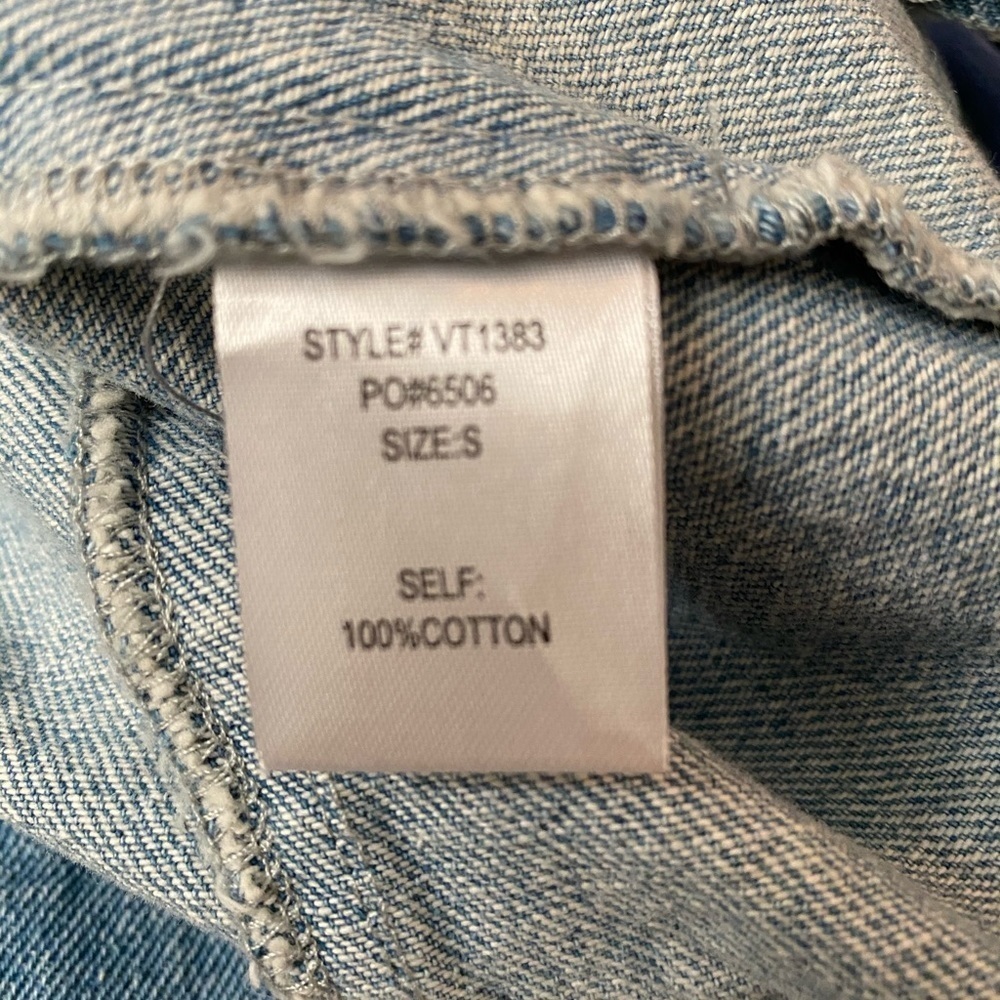 STYLE# VT1383
PO#6506
SIZE:S
SELF:
100%COTTON